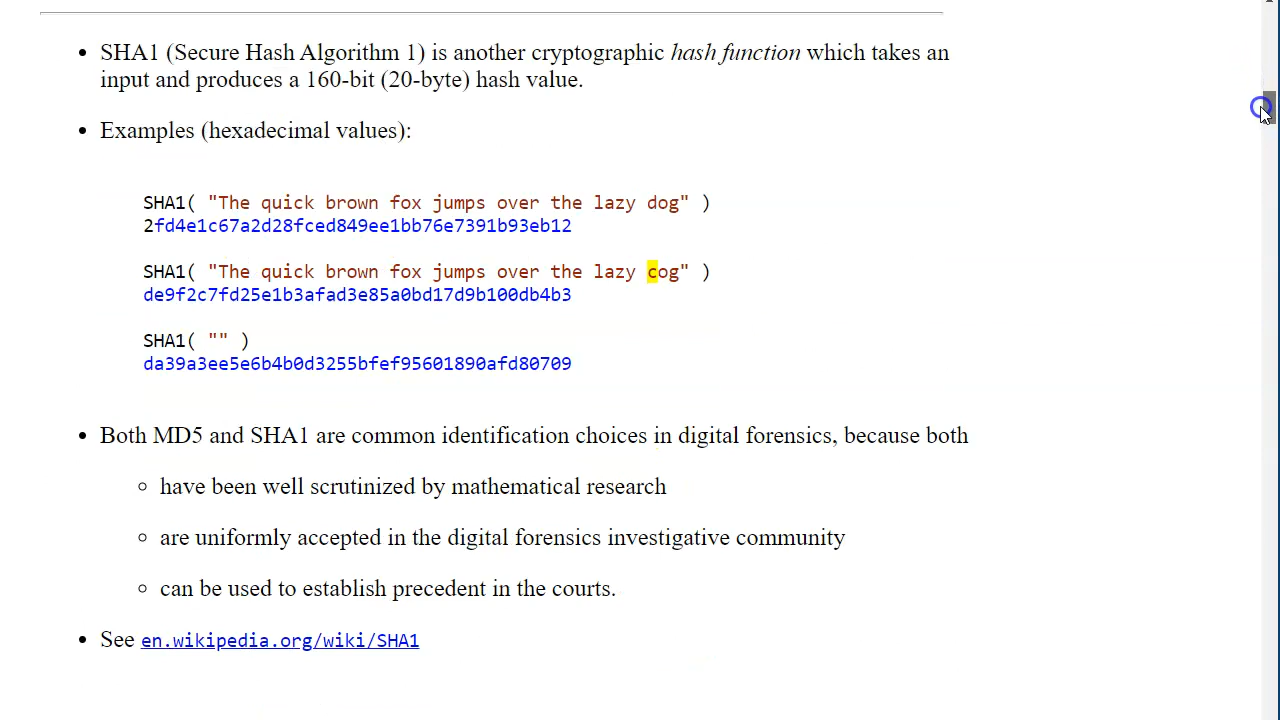 • SHA1 (Secure Hash Algorithm 1) is another cryptographic hash function which takes an
input and produces a 160-bit (20-byte) hash value.
• Examples (hexadecimal values):
SHA1( "The quick brown fox jumps over the lazy dog" )
2fd4e1c67a2d28fced849ee1bb76e7391b93eb12
SHA1( "The quick brown fox jumps over the lazy cog" )
de9f2c7fd25e1b3afad3e85a0bd17d9b100db4b3
SHA1( "" )
da39a3ee5e6b4b0d3255bfef95601890afd80709
• Both MD5 and SHA1 are common identification choices in digital forensics, because both
◦ have been well scrutinized by mathematical research
◦ are uniformly accepted in the digital forensics investigative community
◦ can be used to establish precedent in the courts.
• See en.wikipedia.org/wiki/SHA1